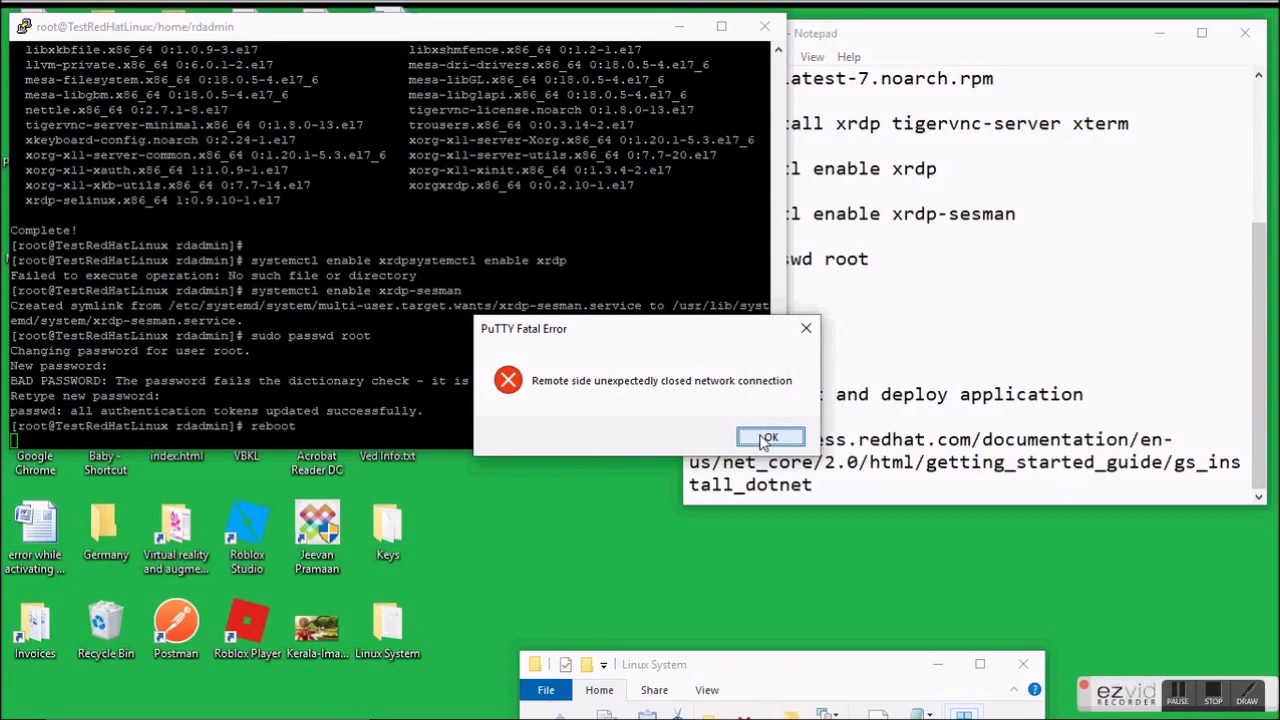 root@TestRedHatLinux:/home/rdadmin
libxkbfile.x86_64 0:1.0.9-3.el7 libxshmfence.x86_64 0:1.2-1.el7
llvm-private.x86_64 0:6.0.1-2.el7 mesa-dri-drivers.x86_64 0:18.0.5-4.el7_6
mesa-filesystem.x86_64 0:18.0.5-4.el7_6 mesa-libGL.x86_64 0:18.0.5-4.el7_6
mesa-libgbm.x86_64 0:18.0.5-4.el7_6 mesa-libglapi.x86_64 0:18.0.5-4.el7_6
nettle.x86_64 0:2.7.1-8.el7 tigervnc-license.noarch 0:1.8.0-13.el7
tigervnc-server-minimal.x86_64 0:1.8.0-13.el7 trousers.x86_64 0:0.3.14-2.el7
xkeyboard-config.noarch 0:2.24-1.el7 xorg-x11-server-Xorg.x86_64 0:1.20.1-5.3.el7_6
xorg-x11-server-common.x86_64 0:1.20.1-5.3.el7_6 xorg-x11-server-utils.x86_64 0:7.7-20.el7
xorg-x11-xauth.x86_64 1:1.0.9-1.el7 xorg-x11-xinit.x86_64 0:1.3.4-2.el7
xorg-x11-xkb-utils.x86_64 0:7.7-14.el7 xorgxrdp.x86_64 0:0.2.10-1.el7
xrdp-selinux.x86_64 1:0.9.10-1.el7
Complete!
[root@TestRedHatLinux rdadmin]#
[root@TestRedHatLinux rdadmin]# systemctl enable xrdpsystemctl enable xrdp
Failed to execute operation: No such file or directory
[root@TestRedHatLinux rdadmin]# systemctl enable xrdp-sesman
Created symlink from /etc/systemd/system/multi-user.target.wants/xrdp-sesman.service to /usr/lib/syst
emd/system/xrdp-sesman.service.
[root@TestRedHatLinux rdadmin]# sudo passwd root
Changing password for user root.
New password:
BAD PASSWORD: The password fails the dictionary check - it is
Retype new password:
passwd: all authentication tokens updated successfully.
[root@TestRedHatLinux rdadmin]# reboot
- Notepad
View Help
atest-7.noarch.rpm
tall xrdp tigervnc-server xterm
tl enable xrdp
tl enable xrdp-sesman
swd root
t and deploy application
ess.redhat.com/documentation/en-
us/net_core/2.0/html/getting_started_guide/gs_ins
tall_dotnet
PuTTY Fatal Error
Remote side unexpectedly closed network connection
OK
Google Chrome
Baby - Shortcut
index.html
VBKL
Acrobat Reader DC
Ved Info.txt
error while activating ...
Germany
Virtual reality and augme...
Roblox Studio
Jeevan Pramaan
Keys
Invoices
Recycle Bin
Postman
Roblox Player
Kerala-Ima...
Linux System
Linux System
File Home Share View
ezvid
RECORDER
PAUSE STOP DRAW